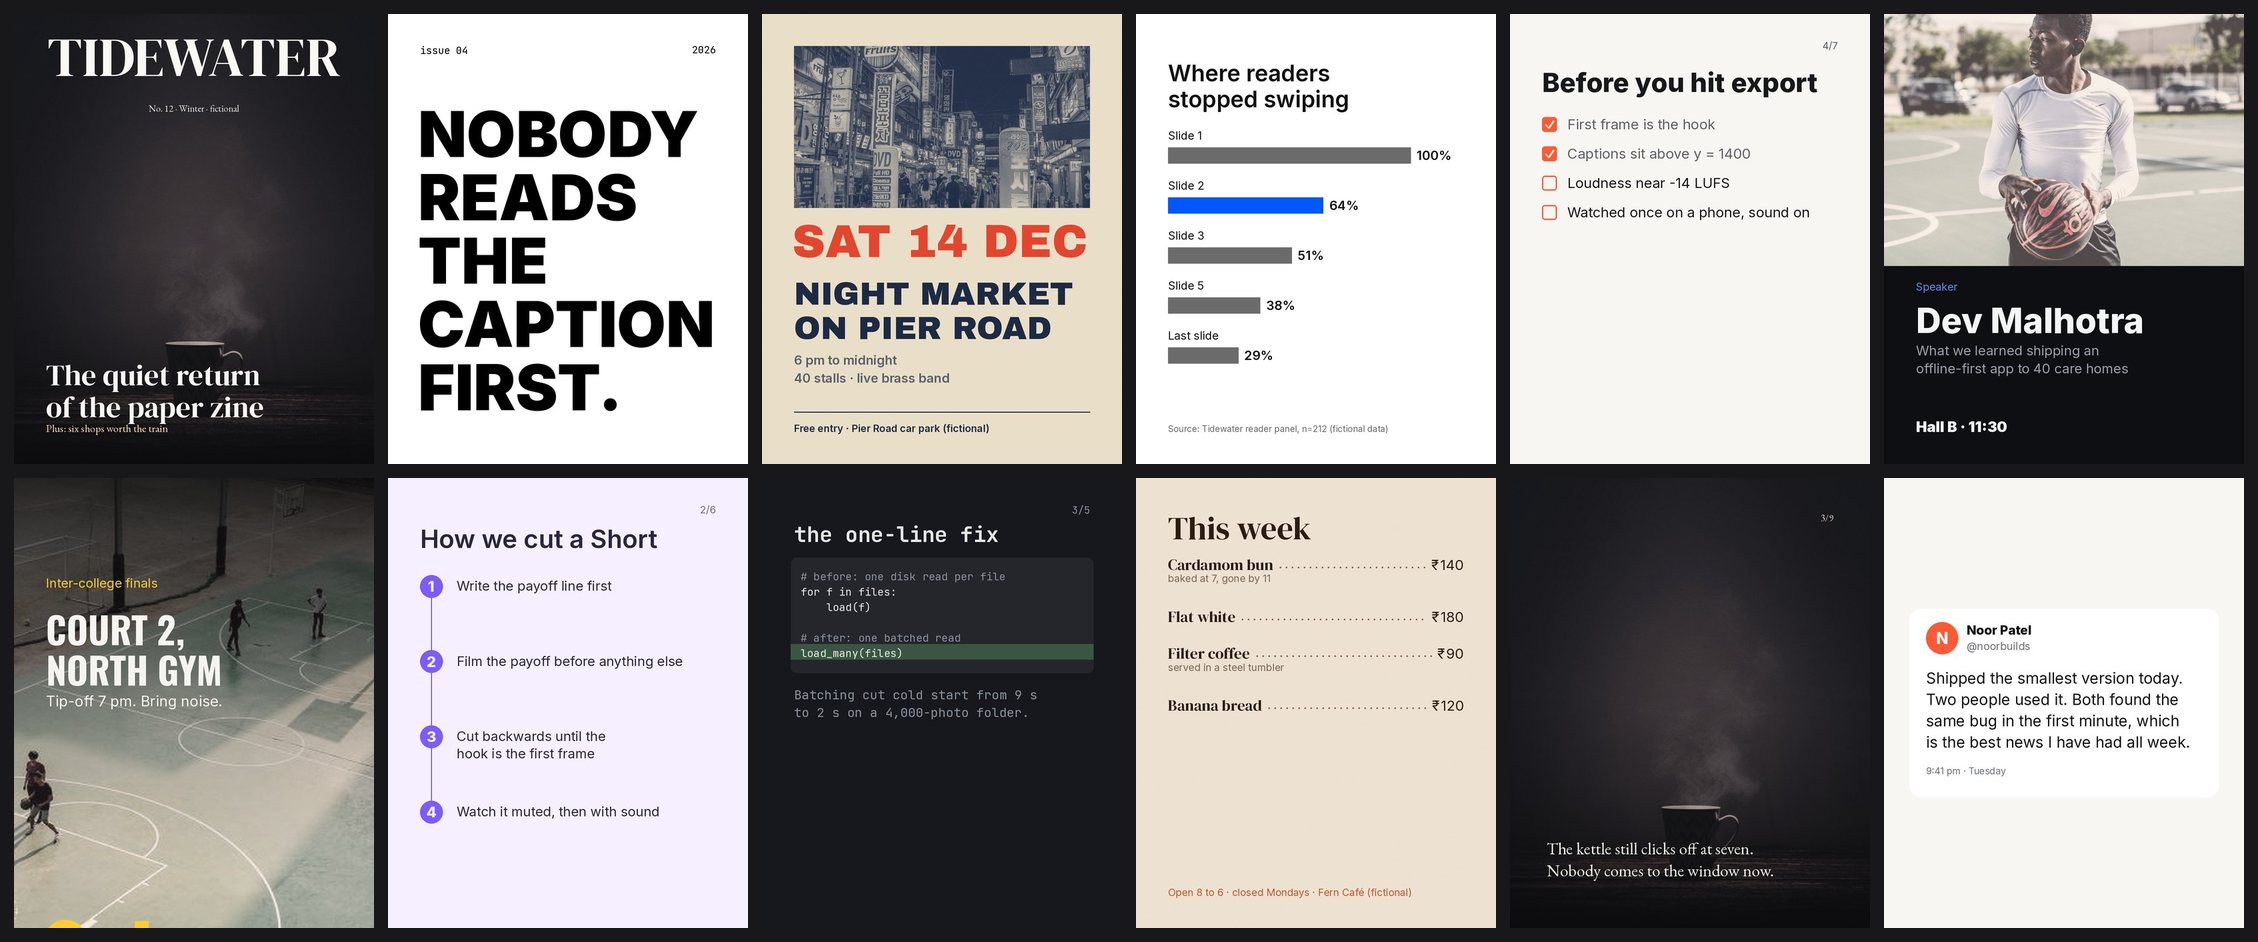 TIDEWATER
No. 12 · Winter · fictional
The quiet return
of the paper zine
Plus: six shops worth the train
issue 04
2026
NOBODY
READS
THE
CAPTION
FIRST.
SAT 14 DEC
NIGHT MARKET
ON PIER ROAD
6 pm to midnight
40 stalls · live brass band
Free entry · Pier Road car park (fictional)
Where readers
stopped swiping
Slide 1
100%
Slide 2
64%
Slide 3
51%
Slide 5
38%
Last slide
29%
Source: Tidewater reader panel, n=212 (fictional data)
4/7
Before you hit export
First frame is the hook
Captions sit above y = 1400
Loudness near -14 LUFS
Watched once on a phone, sound on
Speaker
Dev Malhotra
What we learned shipping an
offline-first app to 40 care homes
Hall B · 11:30
Inter-college finals
COURT 2,
NORTH GYM
Tip-off 7 pm. Bring noise.
2/6
How we cut a Short
1 Write the payoff line first
2 Film the payoff before anything else
3 Cut backwards until the
hook is the first frame
4 Watch it muted, then with sound
3/5
the one-line fix
# before: one disk read per file
for f in files:
    load(f)
# after: one batched read
load_many(files)
Batching cut cold start from 9 s
to 2 s on a 4,000-photo folder.
This week
Cardamom bun ₹140
baked at 7, gone by 11
Flat white ₹180
Filter coffee ₹90
served in a steel tumbler
Banana bread ₹120
Open 8 to 6 · closed Mondays · Fern Café (fictional)
3/9
The kettle still clicks off at seven.
Nobody comes to the window now.
N
Noor Patel
@noorbuilds
Shipped the smallest version today.
Two people used it. Both found the
same bug in the first minute, which
is the best news I have had all week.
9:41 pm · Tuesday